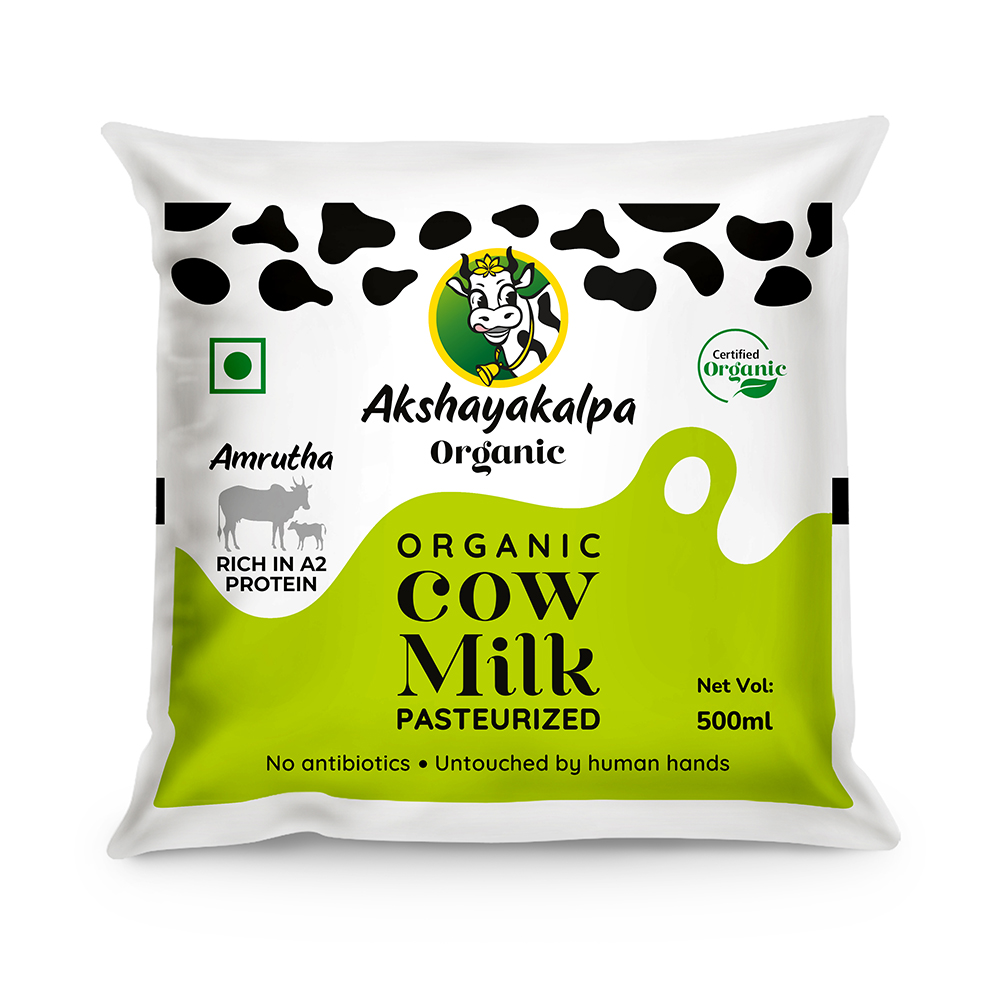 Akshayakalpa
Organic
Certified
Organic
Amrutha
RICH IN A2
PROTEIN
ORGANIC
COW
Milk
PASTEURIZED
Net Vol:
500ml
No antibiotics • Untouched by human hands